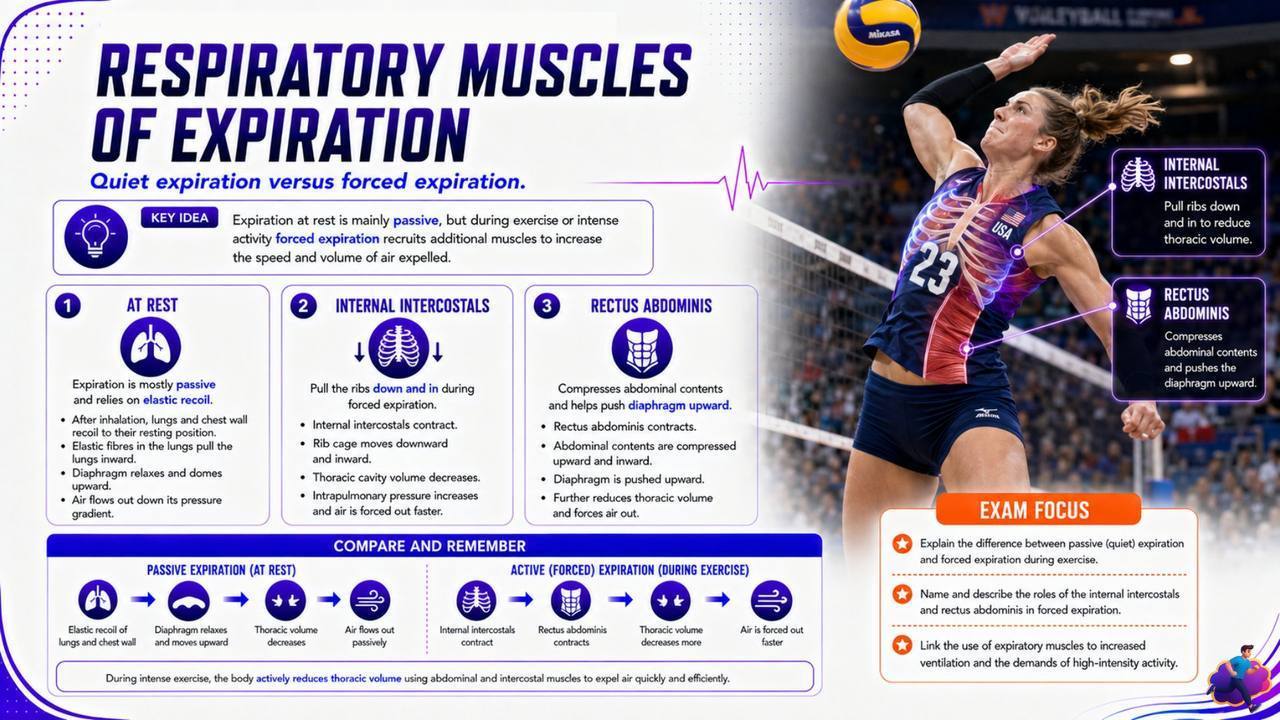 RESPIRATORY MUSCLES
OF EXPIRATION
Quiet expiration versus forced expiration.
KEY IDEA
Expiration at rest is mainly passive, but during exercise or intense
activity forced expiration recruits additional muscles to increase
the speed and volume of air expelled.
1
AT REST
Expiration is mostly passive
and relies on elastic recoil.
• After inhalation, lungs and chest wall
recoil to their resting position.
• Elastic fibres in the lungs pull the
lungs inward.
• Diaphragm relaxes and domes
upward.
• Air flows out down its pressure
gradient.
2
INTERNAL INTERCOSTALS
Pull the ribs down and in during
forced expiration.
• Internal intercostals contract.
• Rib cage moves downward
and inward.
• Thoracic cavity volume decreases.
• Intrapulmonary pressure increases
and air is forced out faster.
3
RECTUS ABDOMINIS
Compresses abdominal contents
and helps push diaphragm upward.
• Rectus abdominis contracts.
• Abdominal contents are compressed
upward and inward.
• Diaphragm is pushed upward.
• Further reduces thoracic volume
and forces air out.
COMPARE AND REMEMBER
PASSIVE EXPIRATION (AT REST)
Elastic recoil of
lungs and chest wall
Diaphragm relaxes
and moves upward
Thoracic volume
decreases
Air flows out
passively
ACTIVE (FORCED) EXPIRATION (DURING EXERCISE)
Internal intercostals
contract
Rectus abdominis
contracts
Thoracic volume
decreases more
Air is forced out
faster
During intense exercise, the body actively reduces thoracic volume using abdominal and intercostal muscles to expel air quickly and efficiently.
VOLLEYBALL
MIKASA
USA
23
INTERNAL
INTERCOSTALS
Pull ribs down
and in to reduce
thoracic volume.
RECTUS
ABDOMINIS
Compresses
abdominal contents
and pushes the
diaphragm upward.
EXAM FOCUS
Explain the difference between passive (quiet) expiration
and forced expiration during exercise.
Name and describe the roles of the internal intercostals
and rectus abdominis in forced expiration.
Link the use of expiratory muscles to increased
ventilation and the demands of high-intensity activity.